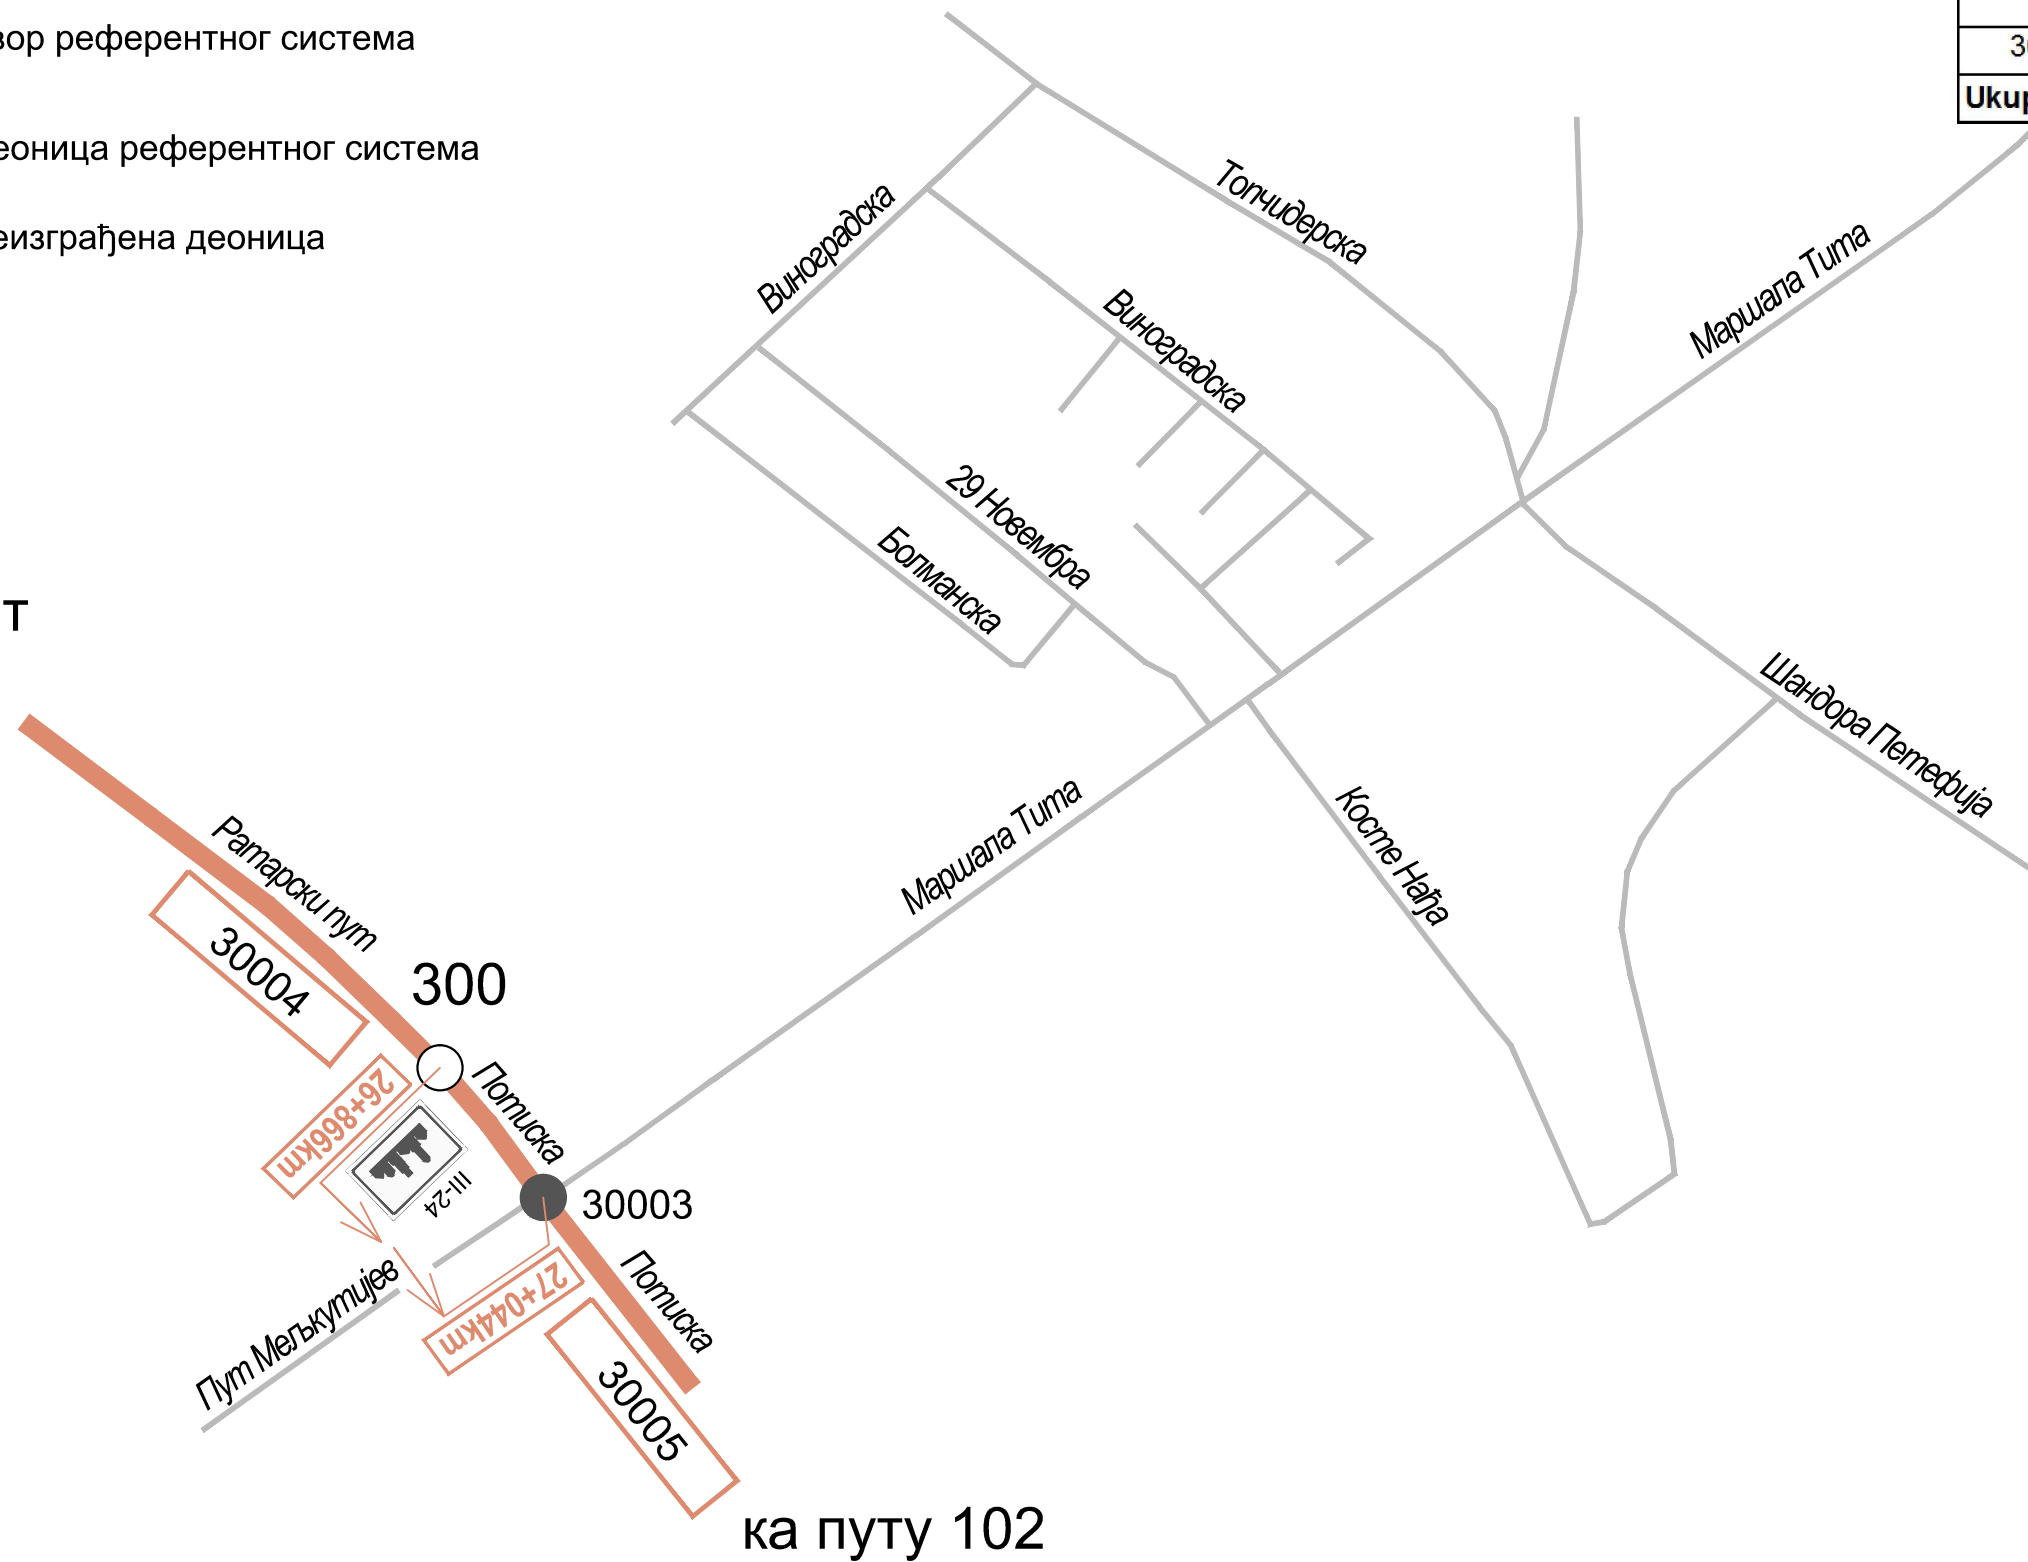 вор референтног система
30
Ukup
еоница референтног система
еизграђена деоница
Топчидерска
Виноградска
Маршала Тита
Виноградска
29 Новембра
Болманска
т
Шандора Петефија
Маршала Тита
Косте Нађа
Ратарски пут
30004
300
Потиска
26+866km
III-24
30003
Потиска
27+044km
Пут Мељкутијев
30005
ка путу 102